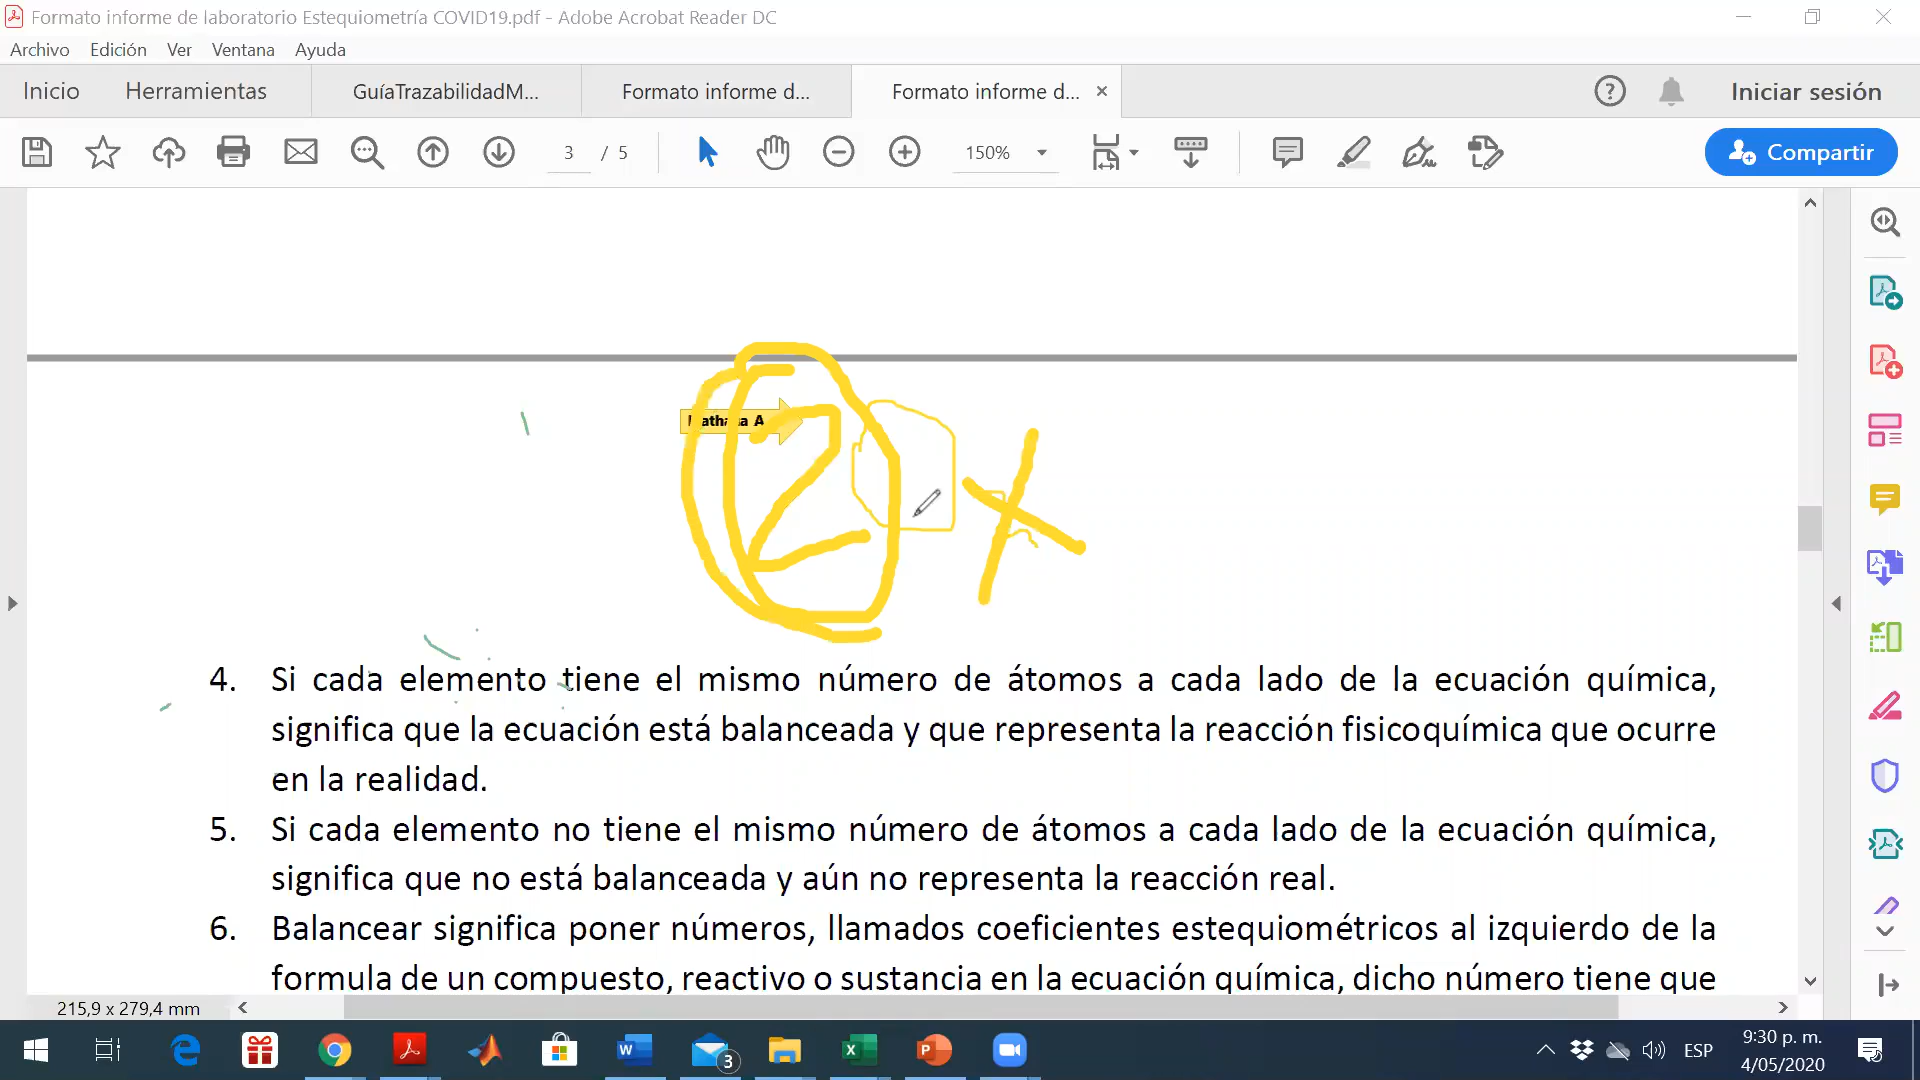 Formato informe de laboratorio Estequiometría COVID19.pdf - Adobe Acrobat Reader DC
Archivo Edición Ver Ventana Ayuda
Inicio Herramientas GuíaTrazabilidadM... Formato informe d... Formato informe d... × Iniciar sesión
3 / 5 150% Compartir
2 x
4. Si cada elemento tiene el mismo número de átomos a cada lado de la ecuación química,
significa que la ecuación está balanceada y que representa la reacción fisicoquímica que ocurre
en la realidad.
5. Si cada elemento no tiene el mismo número de átomos a cada lado de la ecuación química,
significa que no está balanceada y aún no representa la reacción real.
6. Balancear significa poner números, llamados coeficientes estequiométricos al izquierdo de la
formula de un compuesto, reactivo o sustancia en la ecuación química, dicho número tiene que
215,9 x 279,4 mm
3 ESP 9:30 p. m.
4/05/2020